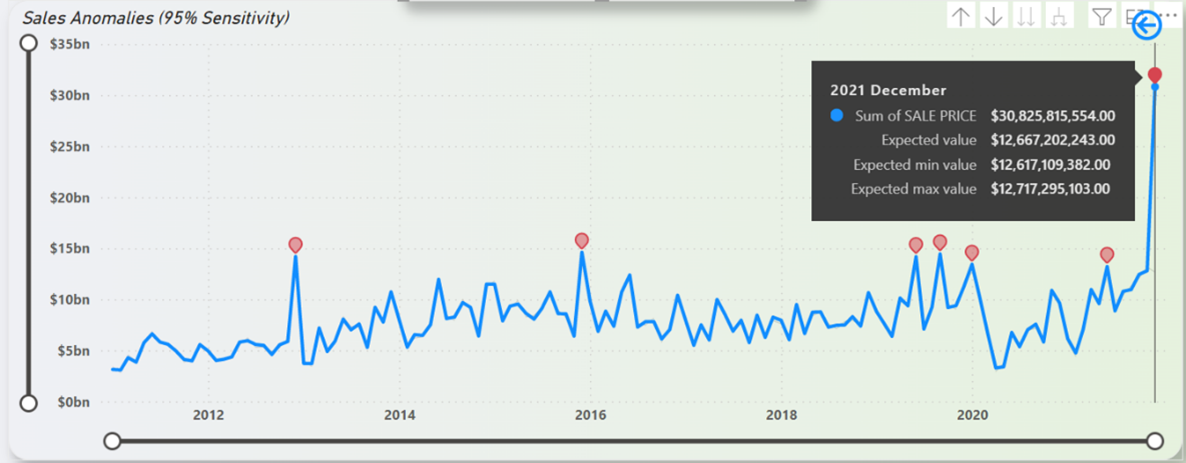 Sales Anomalies (95% Sensitivity)
$35bn
$30bn
$25bn
$20bn
$15bn
$10bn
$5bn
$0bn
2021 December
Sum of SALE PRICE $30,825,815,554.00
Expected value $12,667,202,243.00
Expected min value $12,617,109,382.00
Expected max value $12,717,295,103.00
2012 2014 2016 2018 2020